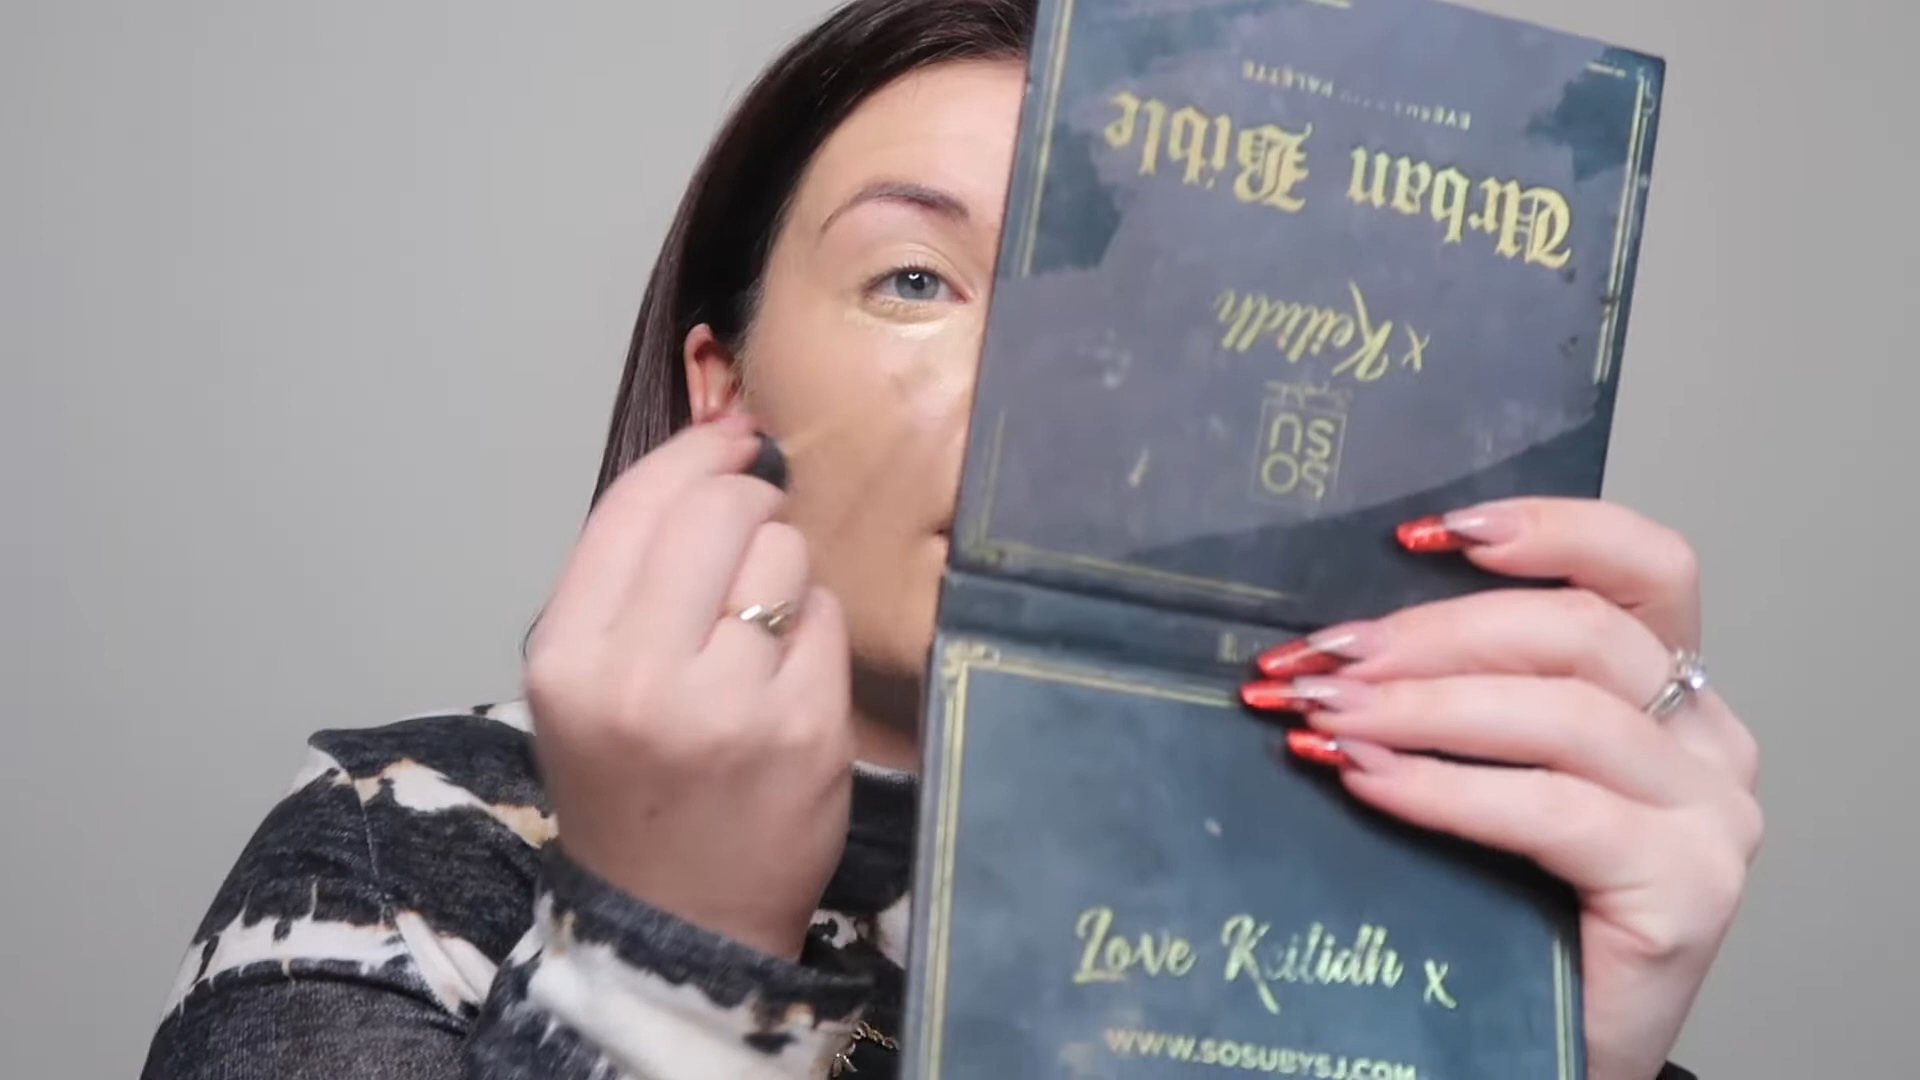 SOSU
x Keilidh
Urban Bible
EYESHADOW PALETTE
Love Keilidh x
WWW.SOSUBYSJ.COM